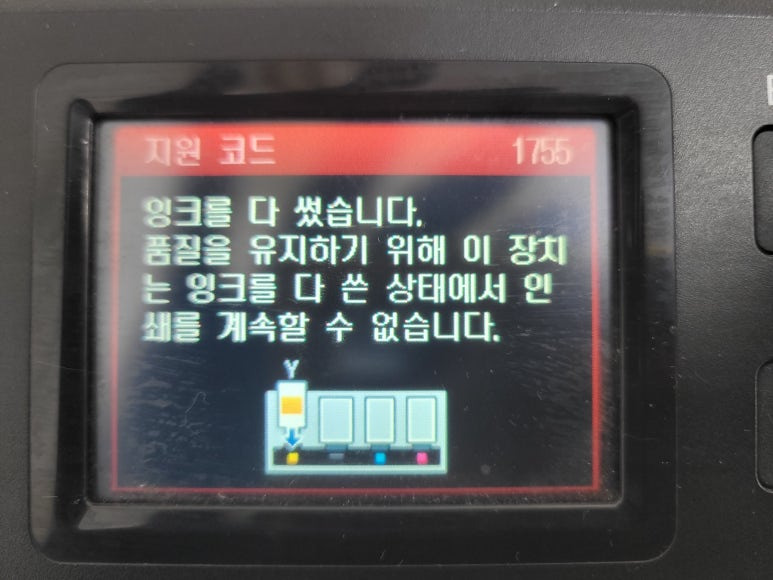 지원 코드 1755
잉크를 다 썼습니다.
품질을 유지하기 위해 이 장치
는 잉크를 다 쓴 상태에서 인
쇄를 계속할 수 없습니다.
Y